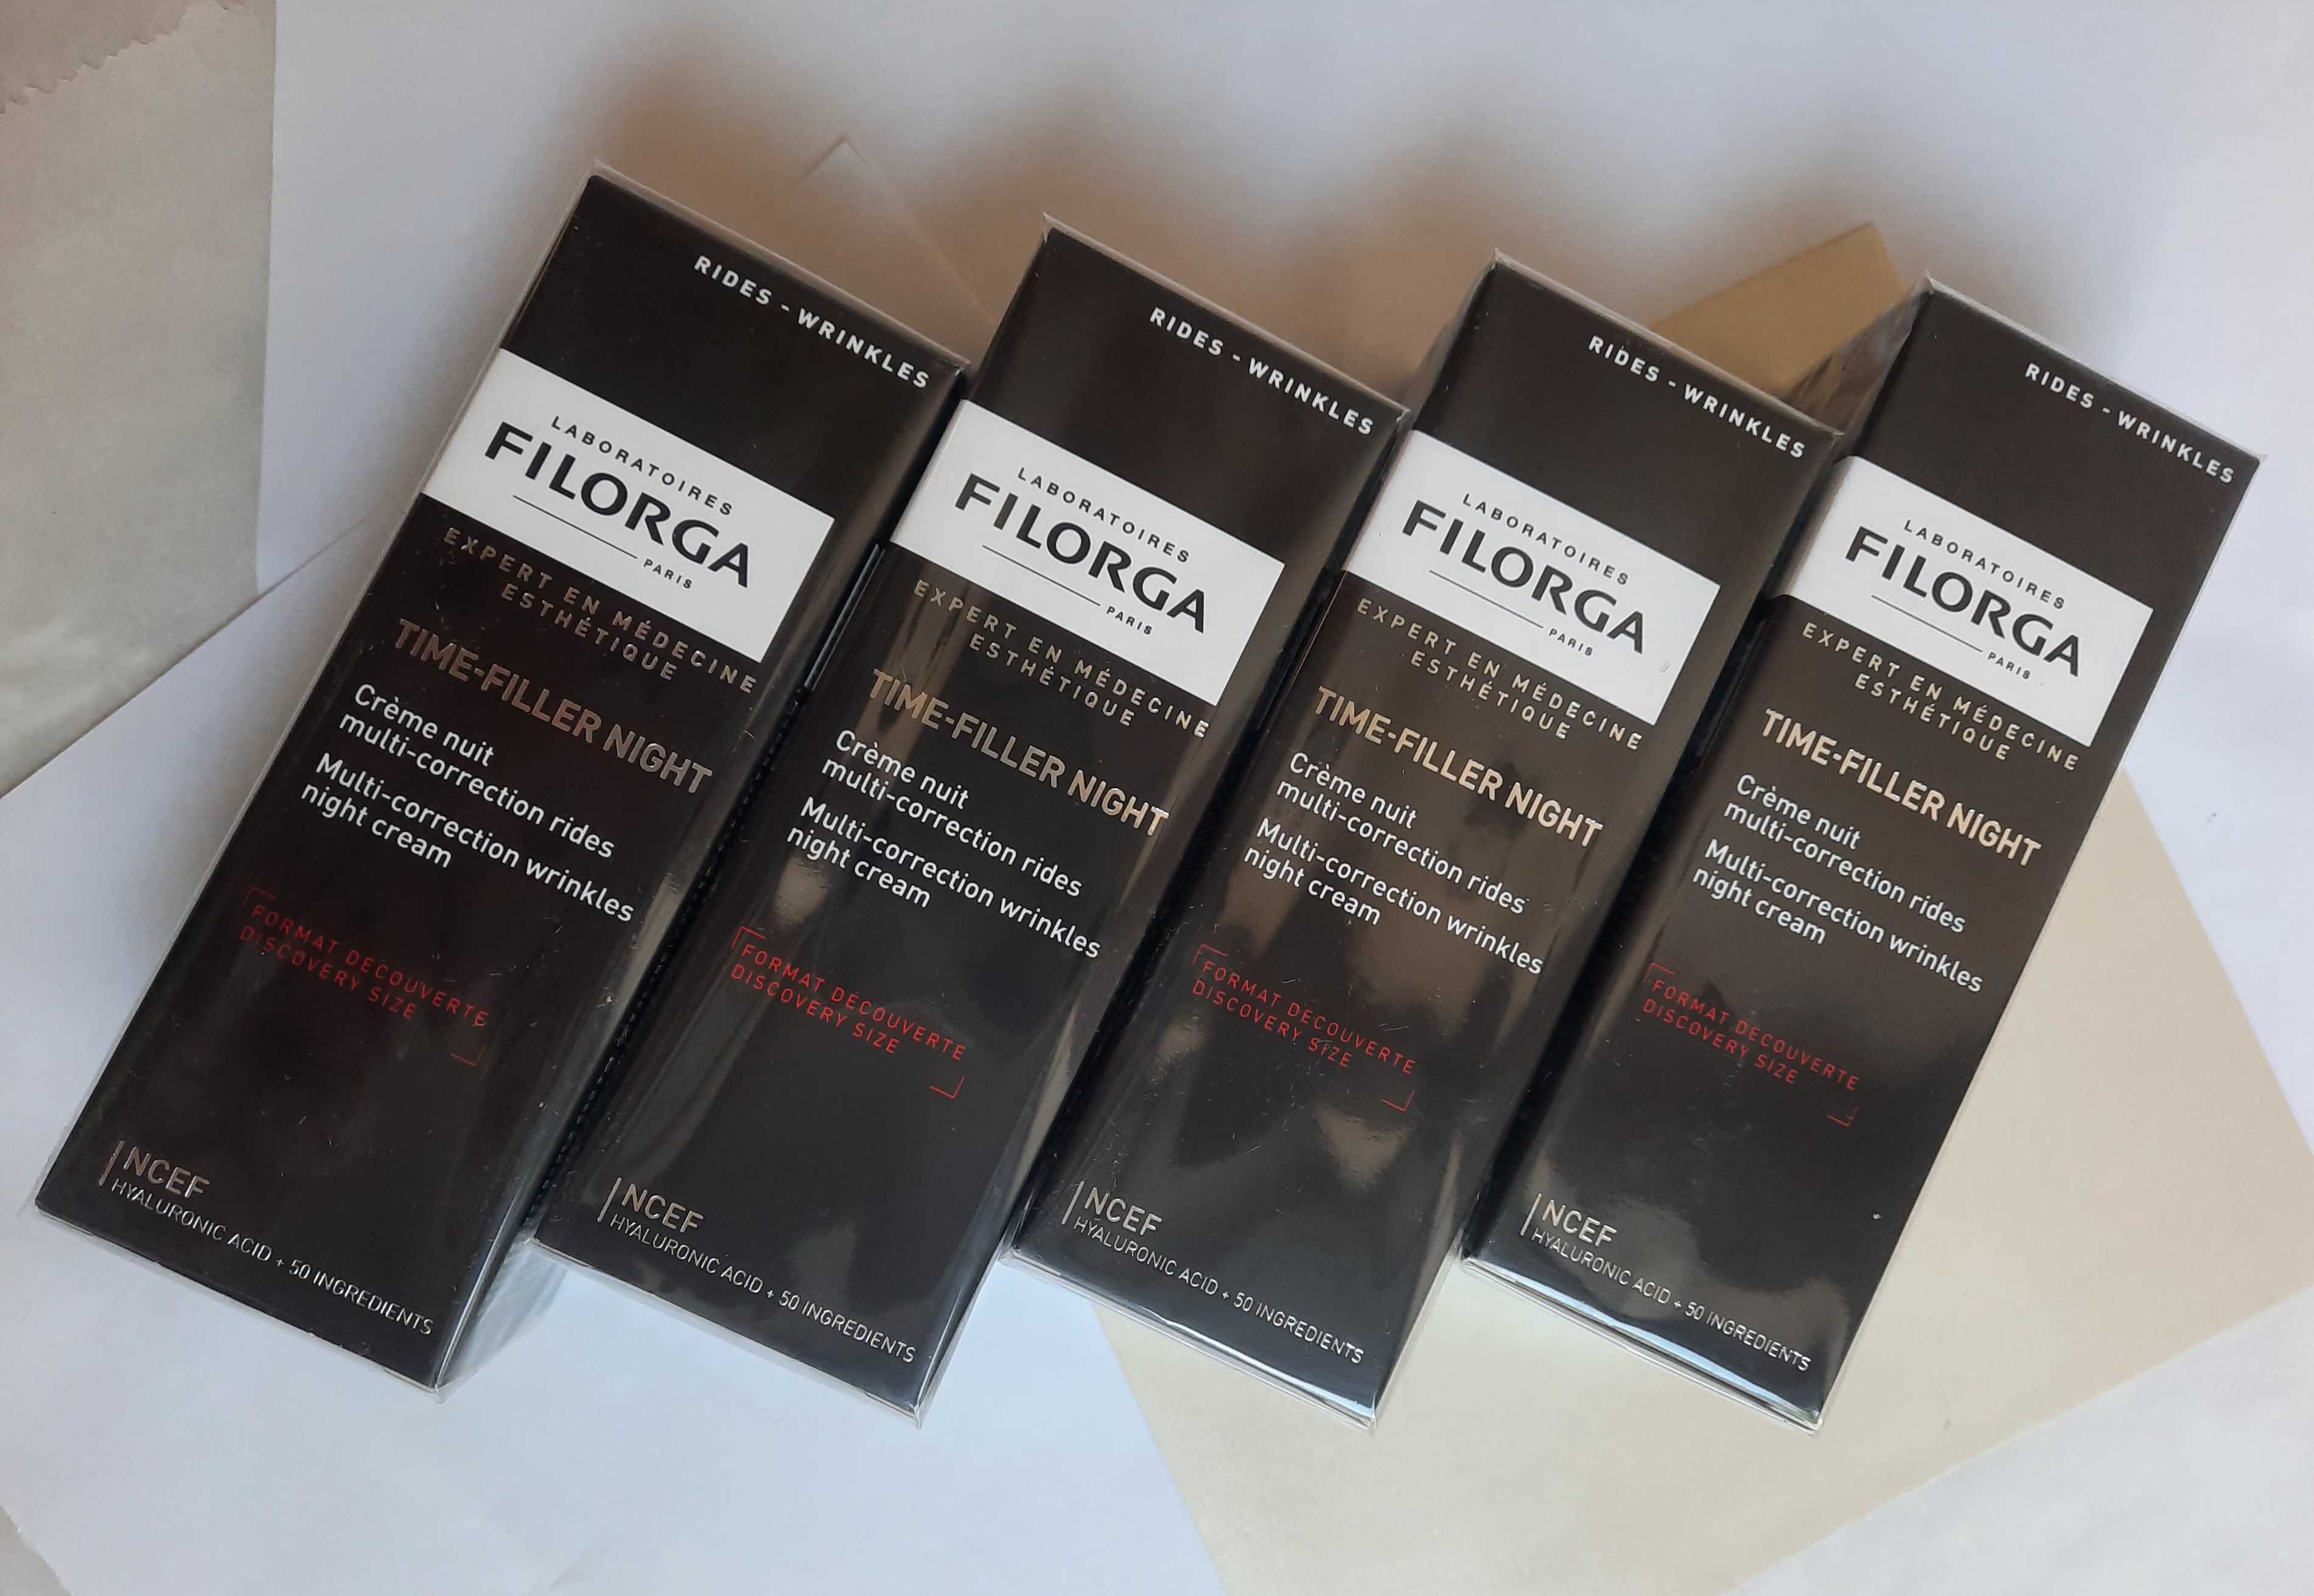 RIDES - WRINKLES
LABORATOIRES
FILORGA
PARIS
EXPERT EN MÉDECINE
ESTHÉTIQUE
TIME-FILLER NIGHT
Crème nuit
multi-correction rides
Multi-correction wrinkles
night cream
FORMAT DÉCOUVERTE
DISCOVERY SIZE
NCEF
HYALURONIC ACID + 50 INGREDIENTS
RIDES - WRINKLES
LABORATOIRES
FILORGA
PARIS
EXPERT EN MÉDECINE
ESTHÉTIQUE
TIME-FILLER NIGHT
Crème nuit
multi-correction rides
Multi-correction wrinkles
night cream
FORMAT DÉCOUVERTE
DISCOVERY SIZE
NCEF
HYALURONIC ACID + 50 INGREDIENTS
RIDES - WRINKLES
LABORATOIRES
FILORGA
PARIS
EXPERT EN MÉDECINE
ESTHÉTIQUE
TIME-FILLER NIGHT
Crème nuit
multi-correction rides
Multi-correction wrinkles
night cream
FORMAT DÉCOUVERTE
DISCOVERY SIZE
NCEF
HYALURONIC ACID + 50 INGREDIENTS
RIDES - WRINKLES
LABORATOIRES
FILORGA
PARIS
EXPERT EN MÉDECINE
ESTHÉTIQUE
TIME-FILLER NIGHT
Crème nuit
multi-correction rides
Multi-correction wrinkles
night cream
FORMAT DÉCOUVERTE
DISCOVERY SIZE
NCEF
HYALURONIC ACID + 50 INGREDIENTS